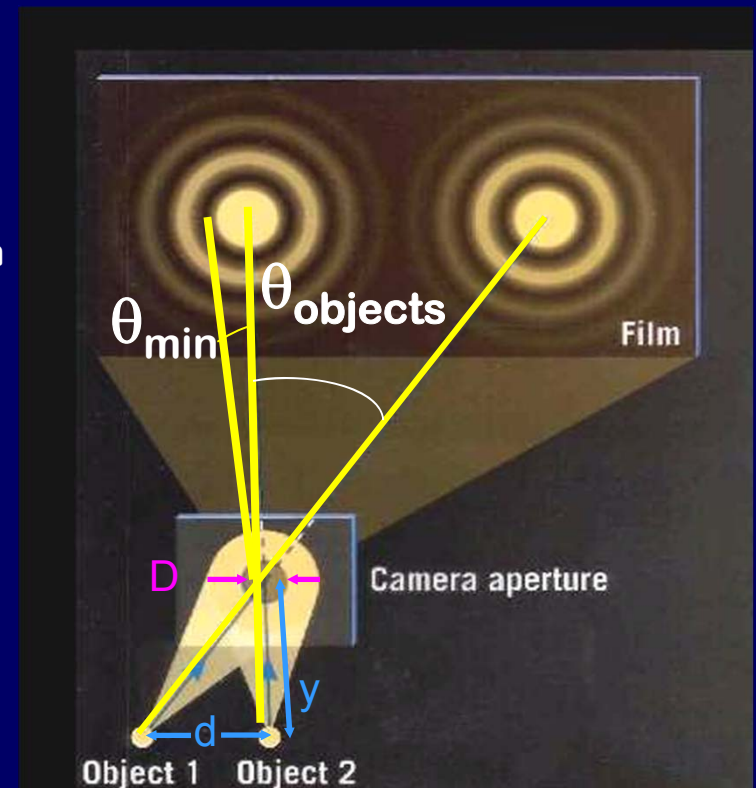 θobjects
θmin
Film
D
Camera aperture
y
d
Object 1 Object 2